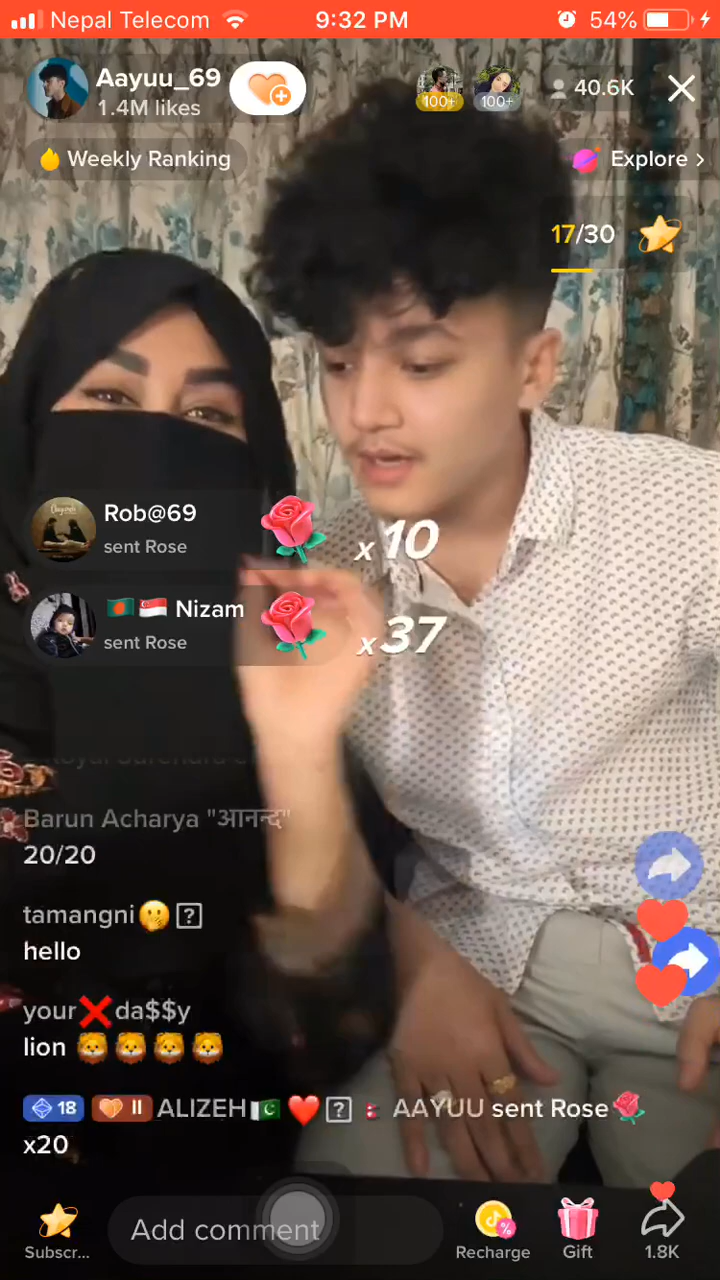 Nepal Telecom 9:32 PM 54%
Aayuu_69
1.4M likes
100+ 100+ 40.6K
Weekly Ranking
Explore >
17/30
Rob@69
sent Rose
x10
Nizam
sent Rose
x37
Barun Acharya "आनन्द"
20/20
tamangni🤫
hello
your❌da$$y
lion 🦁🦁🦁🦁
18 II ALIZEH🇵🇰❤️🇳🇵 AAYUU sent Rose🌹
x20
Add comment
Subscr... Recharge Gift 1.8K